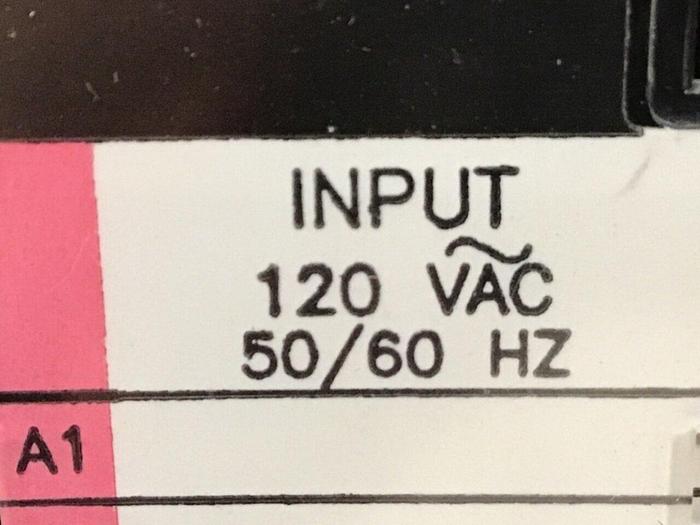 INPUT
~
120 VAC
50/60 HZ
A1